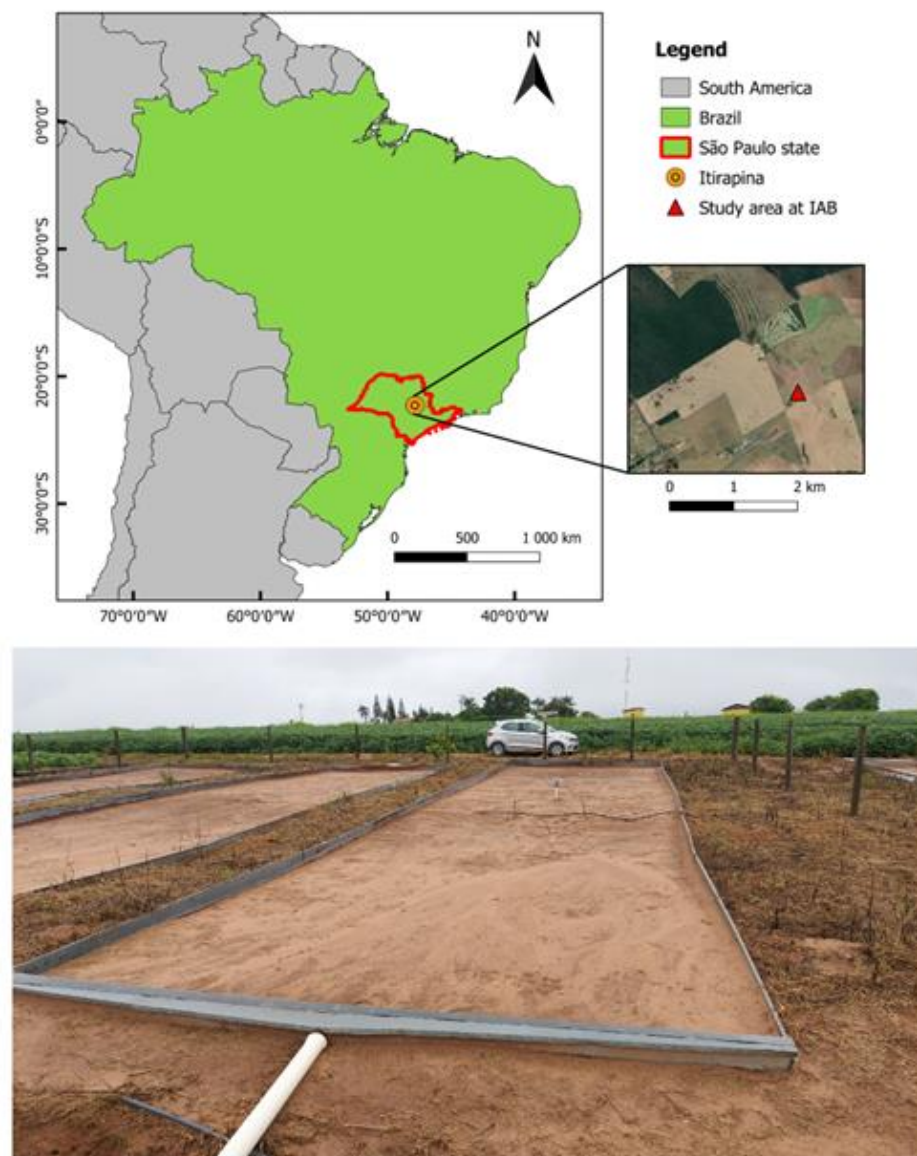 N
Legend
South America
Brazil
São Paulo state
Itirapina
Study area at IAB
0°0'0"
10°0'0"S
20°0'0"S
30°0'0"S
0 1 2 km
0 500 1 000 km
70°0'0"W 60°0'0"W 50°0'0"W 40°0'0"W